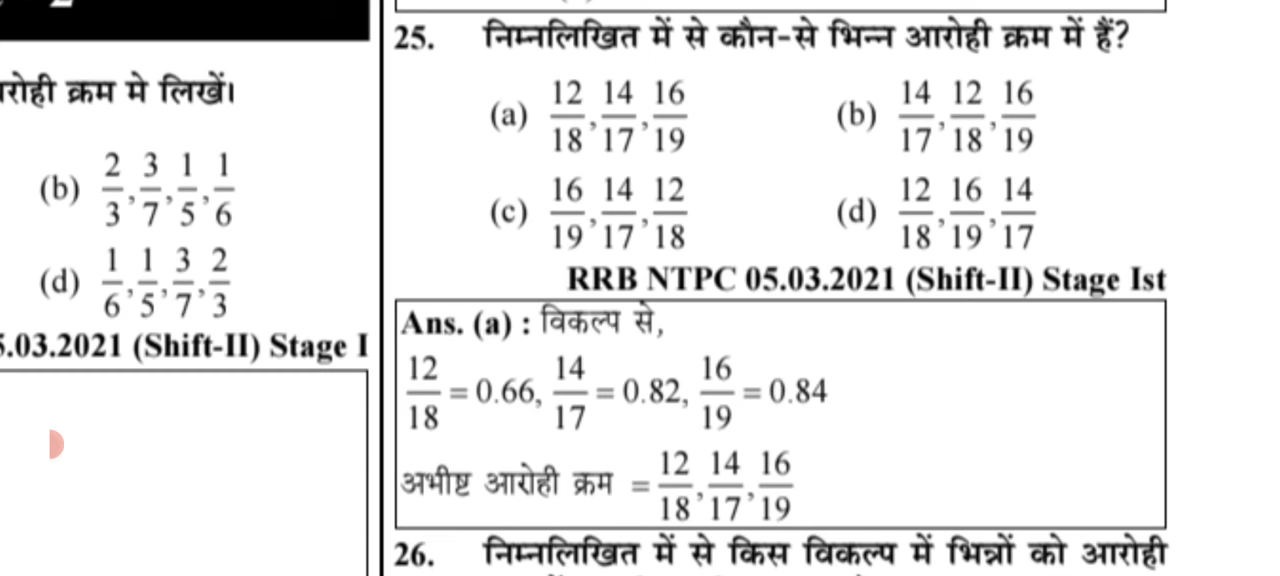 रोही क्रम मे लिखें।
(b) 2/3, 3/7, 1/5, 1/6
(d) 1/6, 1/5, 3/7, 2/3
.03.2021 (Shift-II) Stage I
25. निम्नलिखित में से कौन-से भिन्न आरोही क्रम में हैं?
(a) 12/18, 14/17, 16/19 (b) 14/17, 12/18, 16/19
(c) 16/19, 14/17, 12/18 (d) 12/18, 16/19, 14/17
RRB NTPC 05.03.2021 (Shift-II) Stage Ist
Ans. (a) : विकल्प से,
12/18 = 0.66, 14/17 = 0.82, 16/19 = 0.84
अभीष्ट आरोही क्रम = 12/18, 14/17, 16/19
26. निम्नलिखित में से किस विकल्प में भिन्नों को आरोही